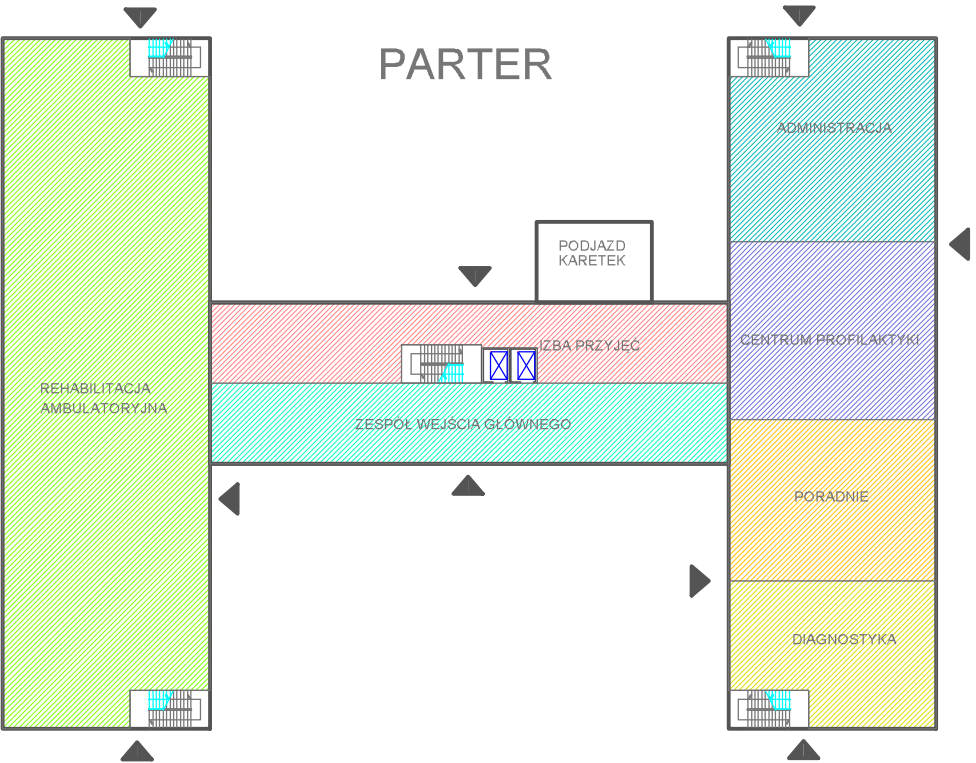 PARTER
ADMINISTRACJA
PODJAZD
KARETEK
CENTRUM PROFILAKTYKI
IZBA PRZYJĘĆ
REHABILITACJA
AMBULATORYJNA
ZESPÓŁ WEJŚCIA GŁÓWNEGO
PORADNIE
DIAGNOSTYKA